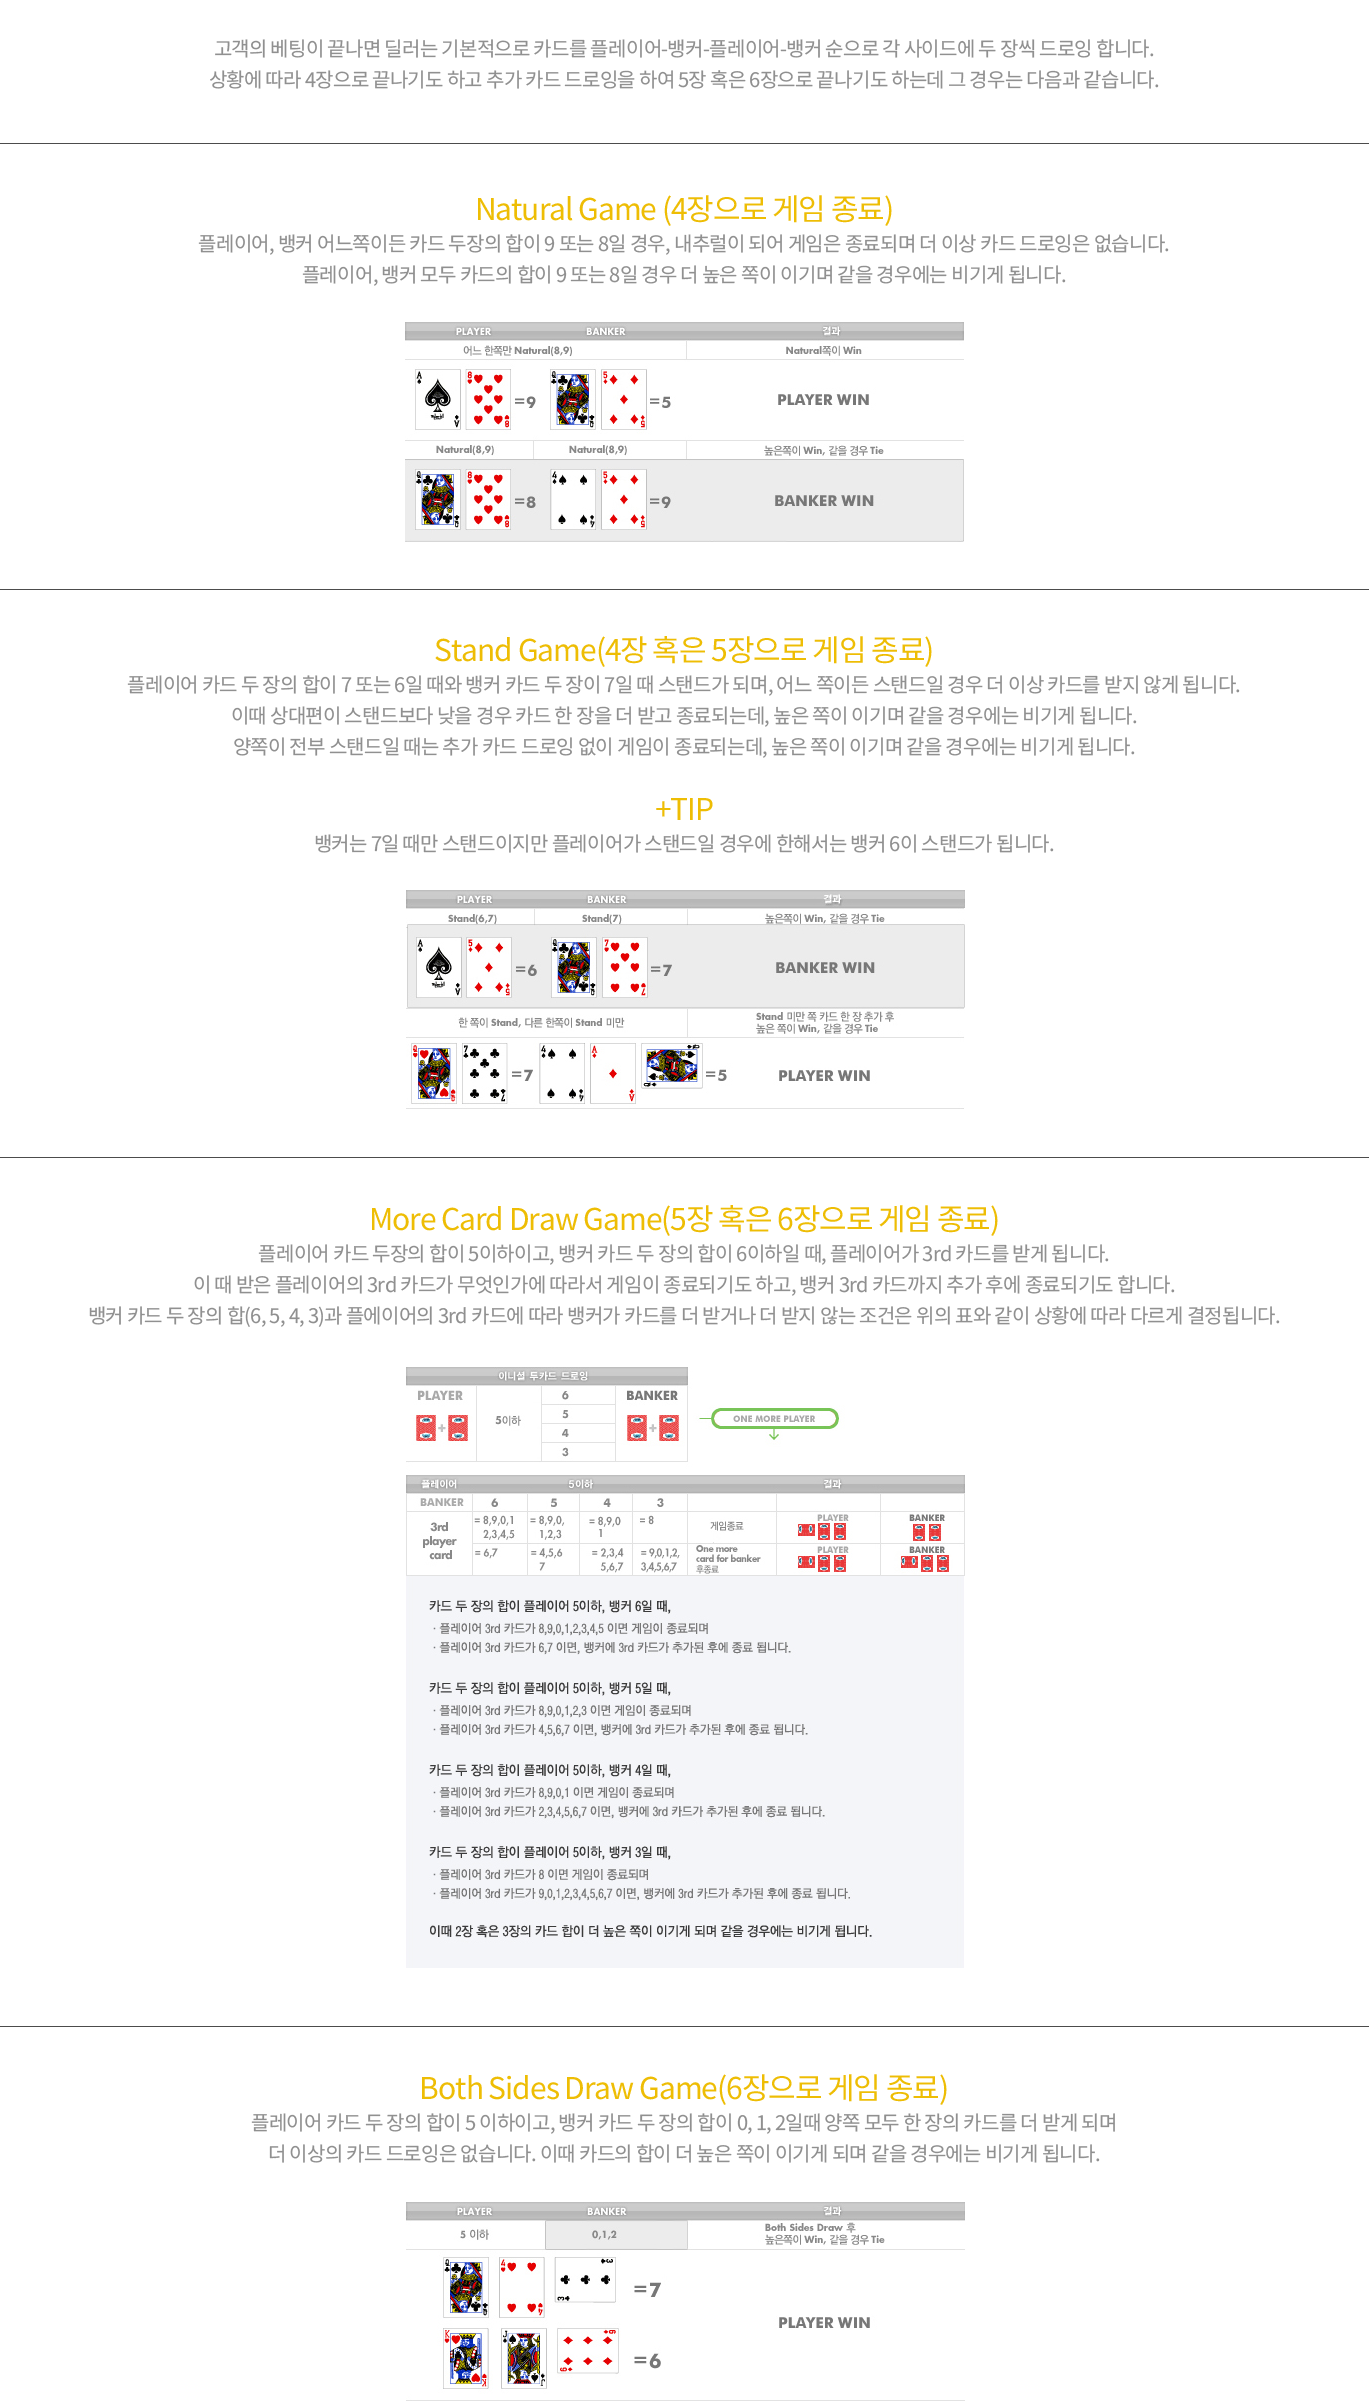 고객의 베팅이 끝나면 딜러는 기본적으로 카드를 플레이어-뱅커-플레이어-뱅커 순으로 각 사이드에 두 장씩 드로잉 합니다.
상황에 따라 4장으로 끝나기도 하고 추가 카드 드로잉을 하여 5장 혹은 6장으로 끝나기도 하는데 그 경우는 다음과 같습니다.
Natural Game (4장으로 게임 종료)
플레이어, 뱅커 어느쪽이든 카드 두장의 합이 9 또는 8일 경우, 내추럴이 되어 게임은 종료되며 더 이상 카드 드로잉은 없습니다.
플레이어, 뱅커 모두 카드의 합이 9 또는 8일 경우 더 높은 쪽이 이기며 같을 경우에는 비기게 됩니다.
PLAYER BANKER 결과
어느 한쪽만 Natural(8,9) Natural쪽이 Win
=9 =5 PLAYER WIN
Natural(8,9) Natural(8,9) 높은쪽이 Win, 같을 경우 Tie
=8 =9 BANKER WIN
Stand Game(4장 혹은 5장으로 게임 종료)
플레이어 카드 두 장의 합이 7 또는 6일 때와 뱅커 카드 두 장이 7일 때 스탠드가 되며, 어느 쪽이든 스탠드일 경우 더 이상 카드를 받지 않게 됩니다.
이때 상대편이 스탠드보다 낮을 경우 카드 한 장을 더 받고 종료되는데, 높은 쪽이 이기며 같을 경우에는 비기게 됩니다.
양쪽이 전부 스탠드일 때는 추가 카드 드로잉 없이 게임이 종료되는데, 높은 쪽이 이기며 같을 경우에는 비기게 됩니다.
+TIP
뱅커는 7일 때만 스탠드이지만 플레이어가 스탠드일 경우에 한해서는 뱅커 6이 스탠드가 됩니다.
PLAYER BANKER 결과
Stand(6,7) Stand(7) 높은쪽이 Win, 같을 경우 Tie
=6 =7 BANKER WIN
한 쪽이 Stand, 다른 한쪽이 Stand 미만 Stand 미만 쪽 카드 한 장 추가 후
높은 쪽이 Win, 같을 경우 Tie
=7 =5 PLAYER WIN
More Card Draw Game(5장 혹은 6장으로 게임 종료)
플레이어 카드 두장의 합이 5이하이고, 뱅커 카드 두 장의 합이 6이하일 때, 플레이어가 3rd 카드를 받게 됩니다.
이 때 받은 플레이어의 3rd 카드가 무엇인가에 따라서 게임이 종료되기도 하고, 뱅커 3rd 카드까지 추가 후에 종료되기도 합니다.
뱅커 카드 두 장의 합(6, 5, 4, 3)과 플에이어의 3rd 카드에 따라 뱅커가 카드를 더 받거나 더 받지 않는 조건은 위의 표와 같이 상황에 따라 다르게 결정됩니다.
이니셜 투카드 드로잉
PLAYER 6 BANKER
+ 5이하 5 +
4
3
ONE MORE PLAYER
플레이어 5이하 결과
BANKER 6 5 4 3
3rd player card
= 8,9,0,1 2,3,4,5 = 8,9,0, 1,2,3 = 8,9,0 1 = 8 게임종료 PLAYER BANKER
= 6,7 = 4,5,6 7 = 2,3,4 5,6,7 = 9,0,1,2, 3,4,5,6,7 One more card for banker 후종료 PLAYER BANKER
카드 두 장의 합이 플레이어 5이하, 뱅커 6일 때,
· 플레이어 3rd 카드가 8,9,0,1,2,3,4,5 이면 게임이 종료되며
· 플레이어 3rd 카드가 6,7 이면, 뱅커에 3rd 카드가 추가된 후에 종료 됩니다.
카드 두 장의 합이 플레이어 5이하, 뱅커 5일 때,
· 플레이어 3rd 카드가 8,9,0,1,2,3 이면 게임이 종료되며
· 플레이어 3rd 카드가 4,5,6,7 이면, 뱅커에 3rd 카드가 추가된 후에 종료 됩니다.
카드 두 장의 합이 플레이어 5이하, 뱅커 4일 때,
· 플레이어 3rd 카드가 8,9,0,1 이면 게임이 종료되며
· 플레이어 3rd 카드가 2,3,4,5,6,7 이면, 뱅커에 3rd 카드가 추가된 후에 종료 됩니다.
카드 두 장의 합이 플레이어 5이하, 뱅커 3일 때,
· 플레이어 3rd 카드가 8 이면 게임이 종료되며
· 플레이어 3rd 카드가 9,0,1,2,3,4,5,6,7 이면, 뱅커에 3rd 카드가 추가된 후에 종료 됩니다.
이때 2장 혹은 3장의 카드 합이 더 높은 쪽이 이기게 되며 같을 경우에는 비기게 됩니다.
Both Sides Draw Game(6장으로 게임 종료)
플레이어 카드 두 장의 합이 5 이하이고, 뱅커 카드 두 장의 합이 0, 1, 2일때 양쪽 모두 한 장의 카드를 더 받게 되며
더 이상의 카드 드로잉은 없습니다. 이때 카드의 합이 더 높은 쪽이 이기게 되며 같을 경우에는 비기게 됩니다.
PLAYER BANKER 결과
5 이하 0,1,2 Both Sides Draw 후
높은쪽이 Win, 같을 경우 Tie
=7
PLAYER WIN
=6